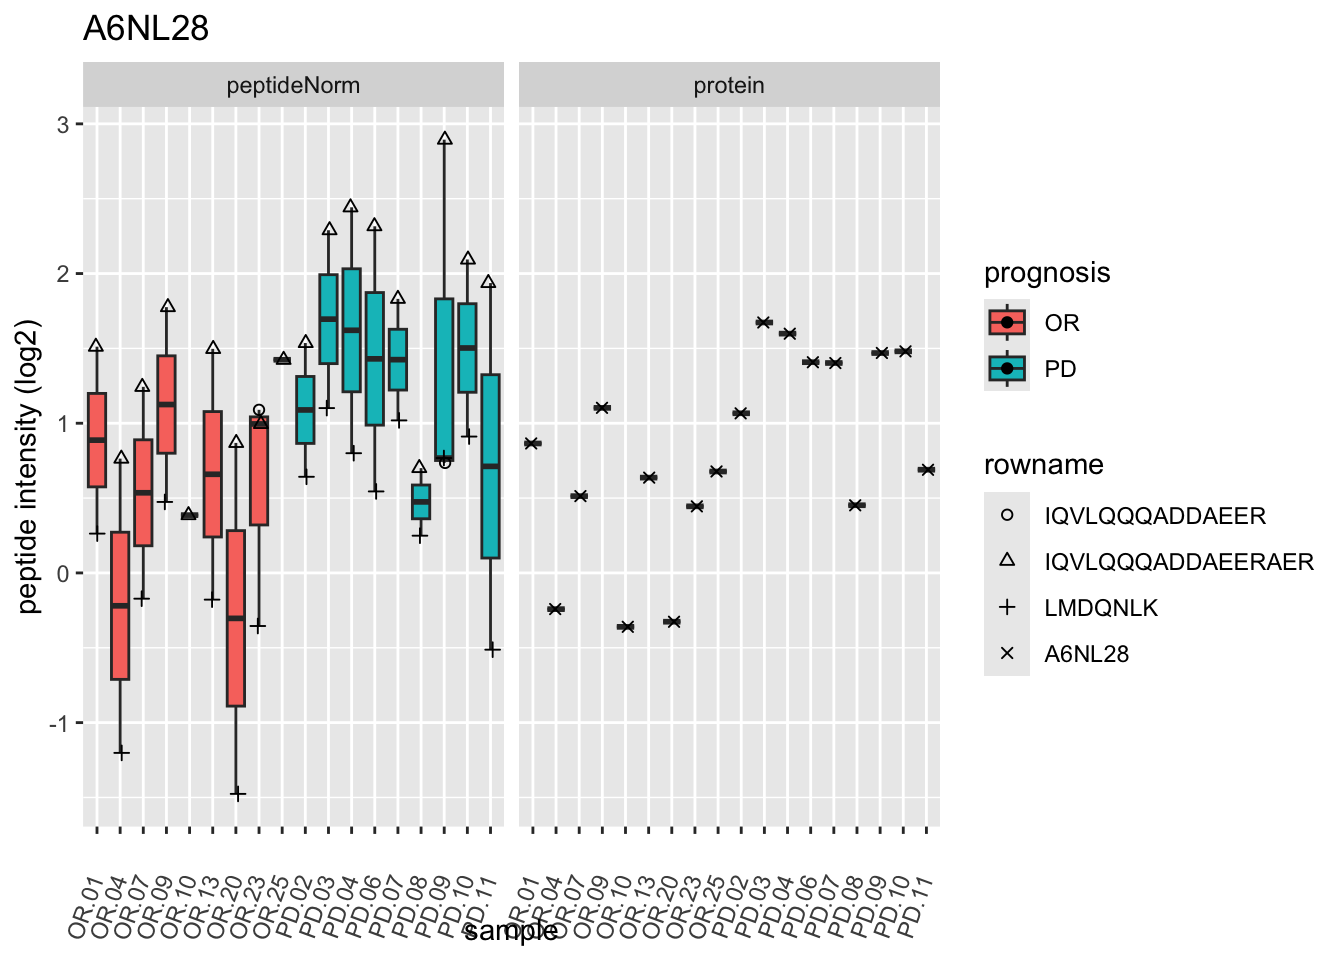 A6NL28
peptideNorm
protein
peptide intensity (log2)
3
2
1
0
-1
OR.01
OR.04
OR.07
OR.09
OR.10
OR.13
OR.20
OR.23
OR.25
PD.02
PD.03
PD.04
PD.06
PD.07
PD.08
PD.09
PD.10
PD.11
OR.01
OR.04
OR.07
OR.09
OR.10
OR.13
OR.20
OR.23
OR.25
PD.02
PD.03
PD.04
PD.06
PD.07
PD.08
PD.09
PD.10
PD.11
sample
prognosis
OR
PD
rowname
IQVLQQQADDAEER
IQVLQQQADDAEERAER
LMDQNLK
A6NL28